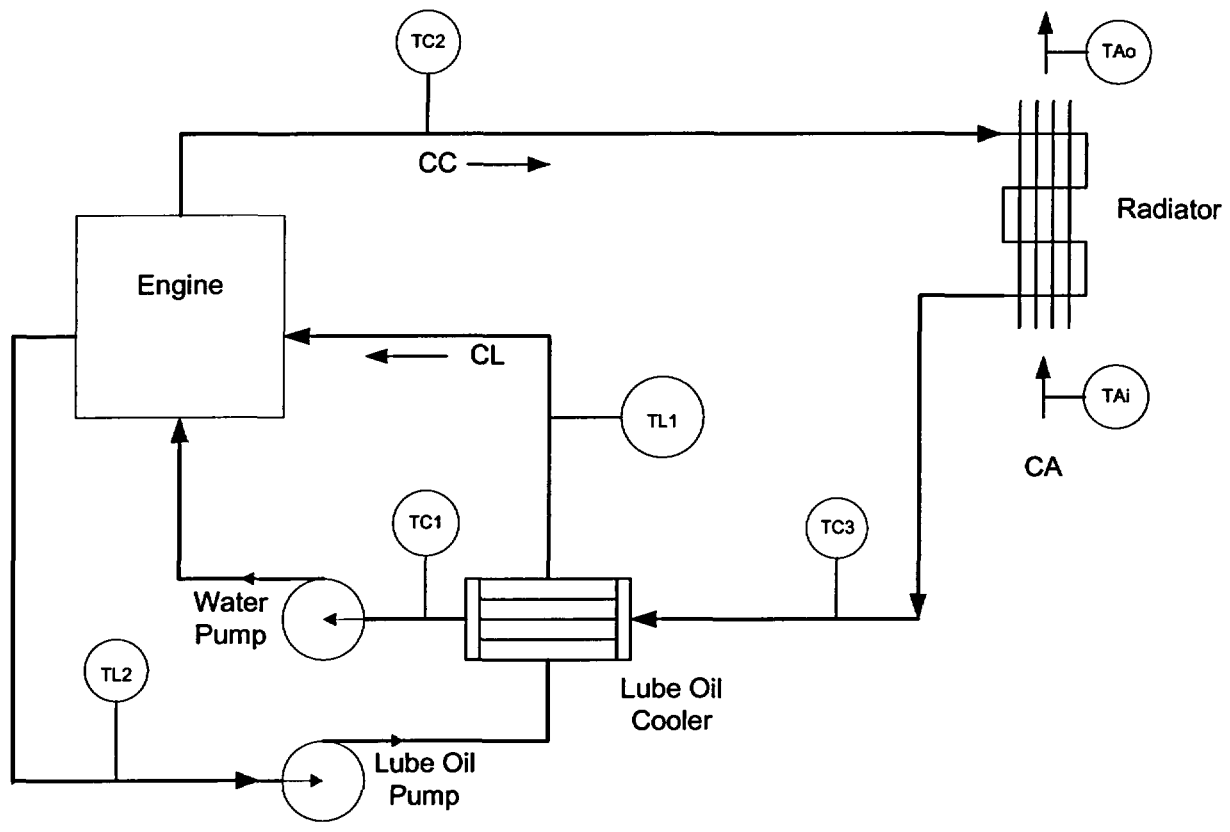 TC2
TAo
CC
Radiator
Engine
CL
TAi
TL1
CA
TC1
TC3
Water
Pump
TL2
Lube Oil
Cooler
Lube Oil
Pump